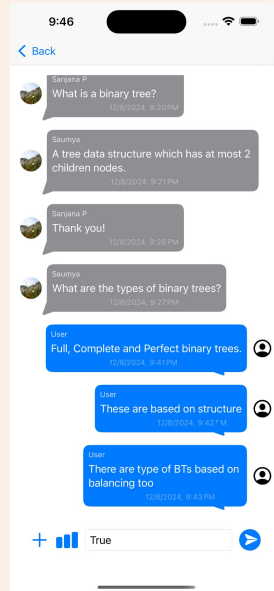 9:46
Back
Sanjana P
What is a binary tree?
12/8/2024, 9:20 PM
Saumya
A tree data structure which has at most 2
children nodes.
12/8/2024, 9:21 PM
Sanjana P
Thank you!
12/8/2024, 9:26 PM
Saumya
What are the types of binary trees?
12/8/2024, 9:27 PM
User
Full, Complete and Perfect binary trees.
12/8/2024, 9:41 PM
User
These are based on structure
12/8/2024, 9:42 PM
User
There are type of BTs based on
balancing too
12/8/2024, 9:43 PM
True